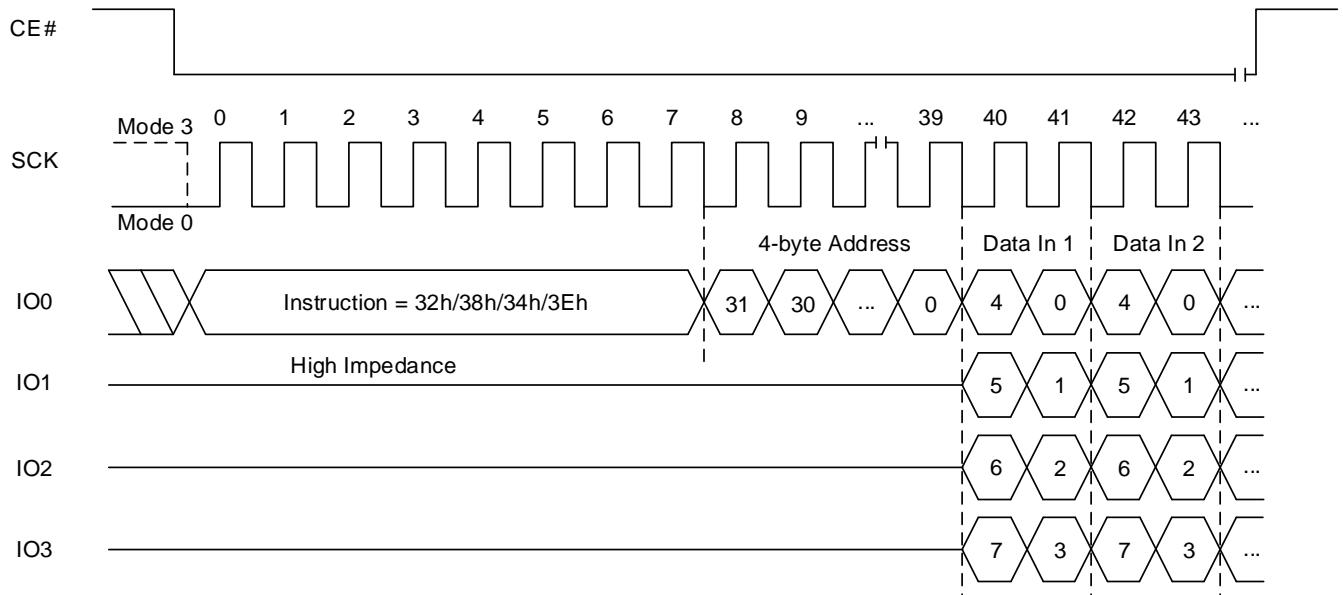 CE#
0 1 2 3 4 5 6 7 8 9 ... 39 40 41 42 43 ...
Mode 3
SCK
Mode 0
4-byte Address Data In 1 Data In 2
IO0 Instruction = 32h/38h/34h/3Eh 31 30 ... 0 4 0 4 0 ...
High Impedance
IO1 5 1 5 1 ...
IO2 6 2 6 2 ...
IO3 7 3 7 3 ...